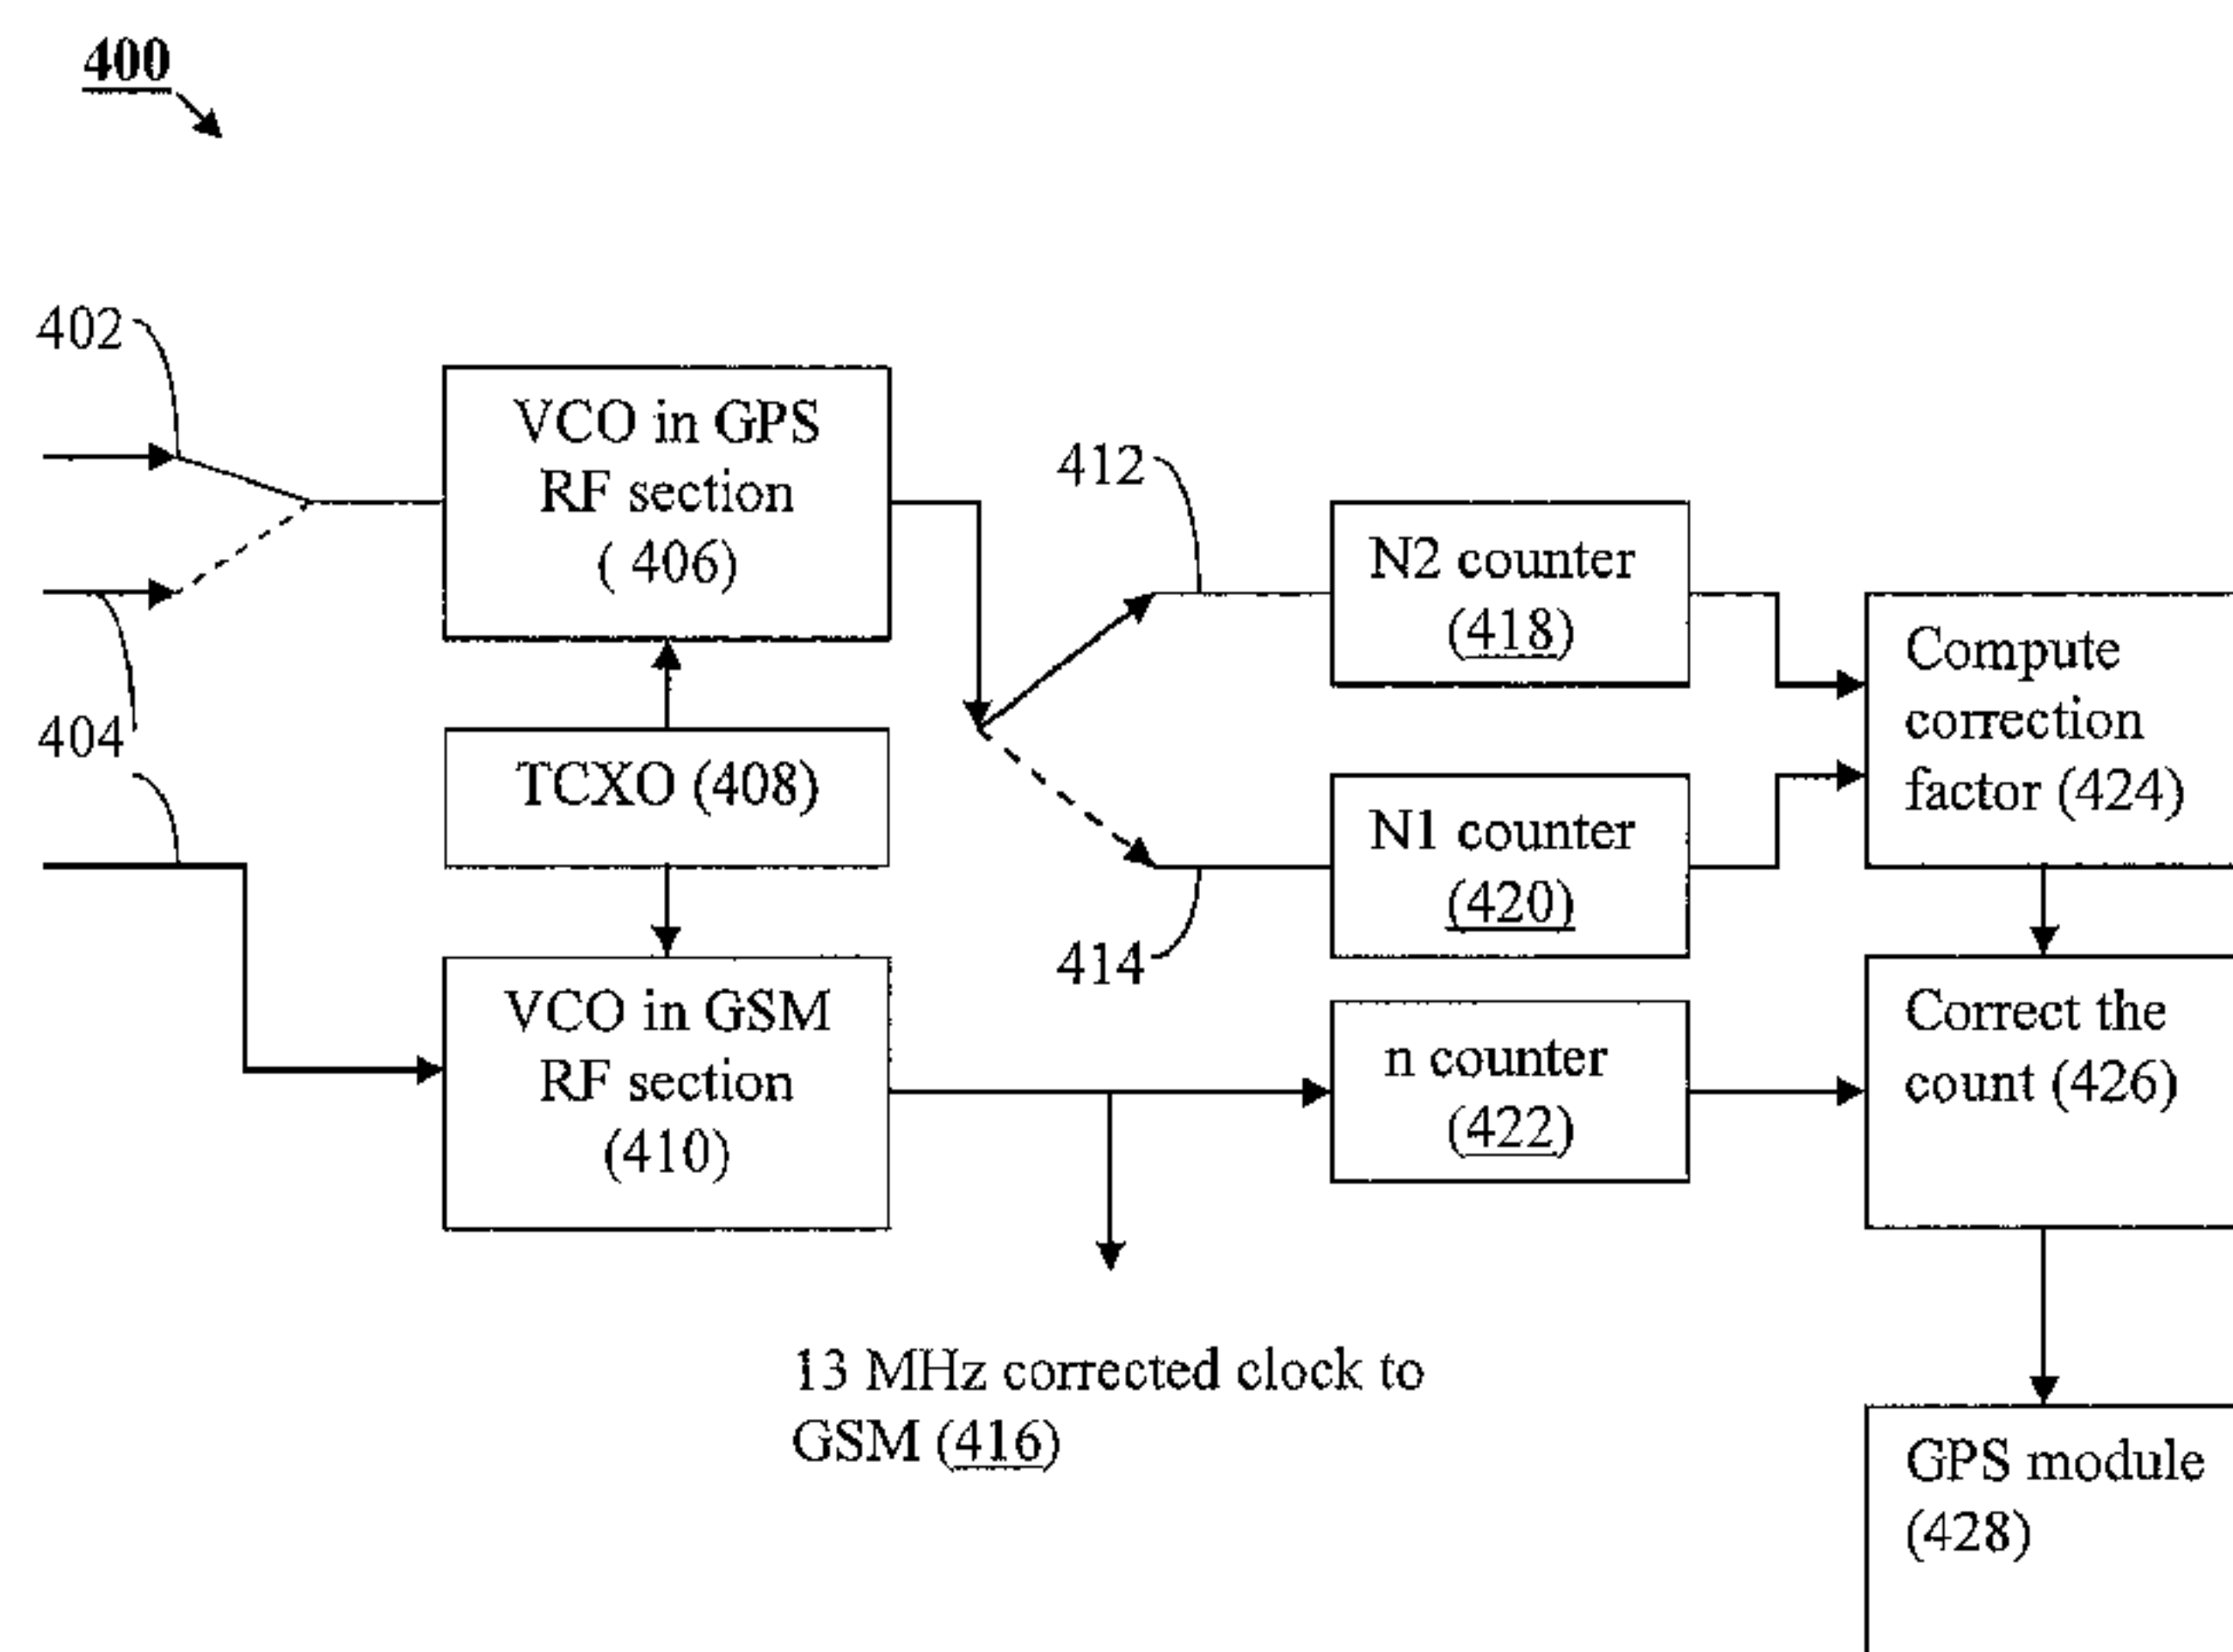 400
402
VCO in GPS
RF section
( 406)
412
N2 counter
(418)
Compute
correction
factor (424)
404
TCXO (408)
N1 counter
(420)
414
VCO in GSM
RF section
(410)
n counter
(422)
Correct the
count (426)
13 MHz corrected clock to
GSM (416)
GPS module
(428)